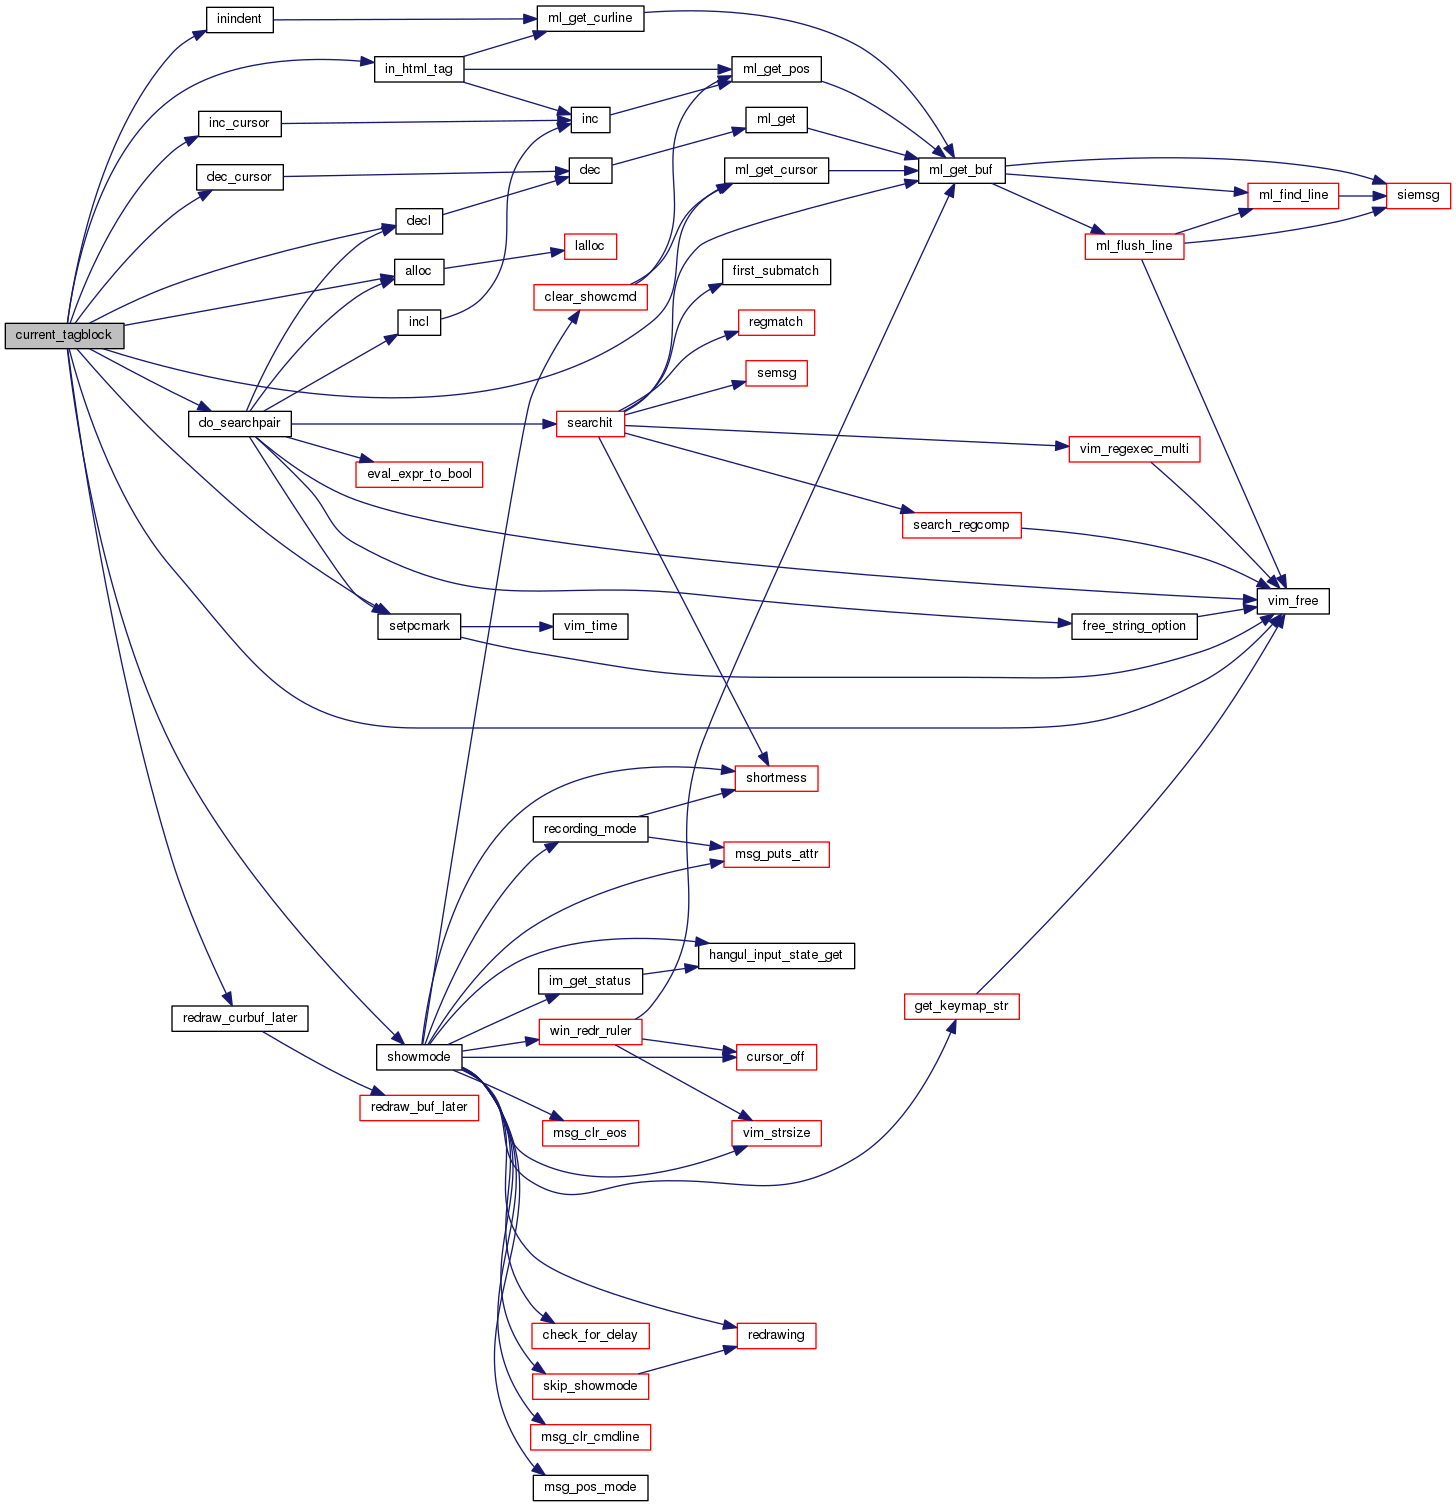 inindent
ml_get_curline
in_html_tag
ml_get_pos
inc_cursor
inc
ml_get
dec_cursor
dec
ml_get_cursor
ml_get_buf
ml_find_line
siemsg
decl
lalloc
ml_flush_line
alloc
first_submatch
clear_showcmd
incl
regmatch
current_tagblock
semsg
do_searchpair
searchit
vim_regexec_multi
eval_expr_to_bool
search_regcomp
vim_free
setpcmark
vim_time
free_string_option
shortmess
recording_mode
msg_puts_attr
hangul_input_state_get
im_get_status
get_keymap_str
redraw_curbuf_later
win_redr_ruler
showmode
cursor_off
redraw_buf_later
msg_clr_eos
vim_strsize
check_for_delay
redrawing
skip_showmode
msg_clr_cmdline
msg_pos_mode